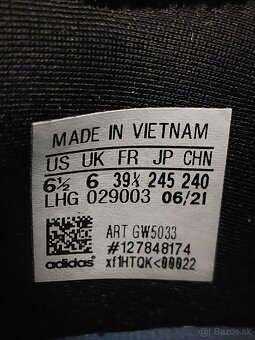 MADE IN VIETNAM
US UK FR JP CHN
6½ 6 39⅓ 245 240
LHG 029003 06/21
ART GW5033
#127848174
adidas® xf1HTQK<00022
Bazos.sk